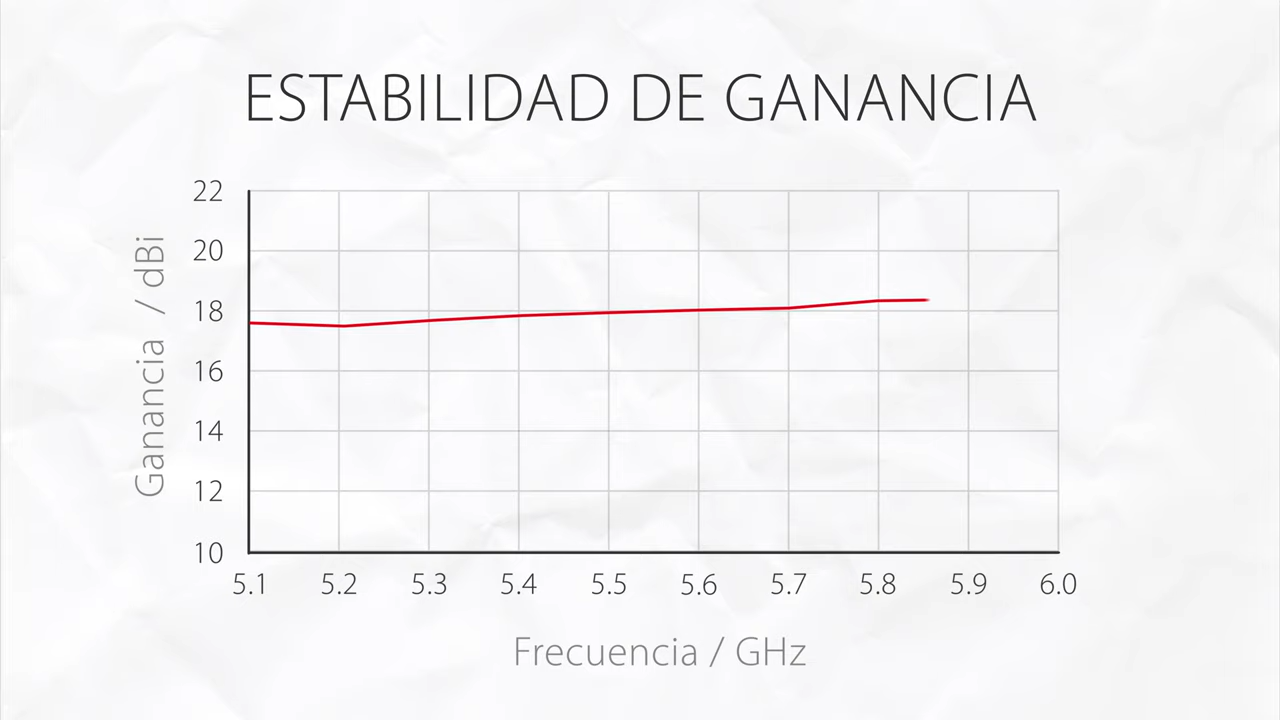 ESTABILIDAD DE GANANCIA
Ganancia / dBi
22
20
18
16
14
12
10
5.1 5.2 5.3 5.4 5.5 5.6 5.7 5.8 5.9 6.0
Frecuencia / GHz